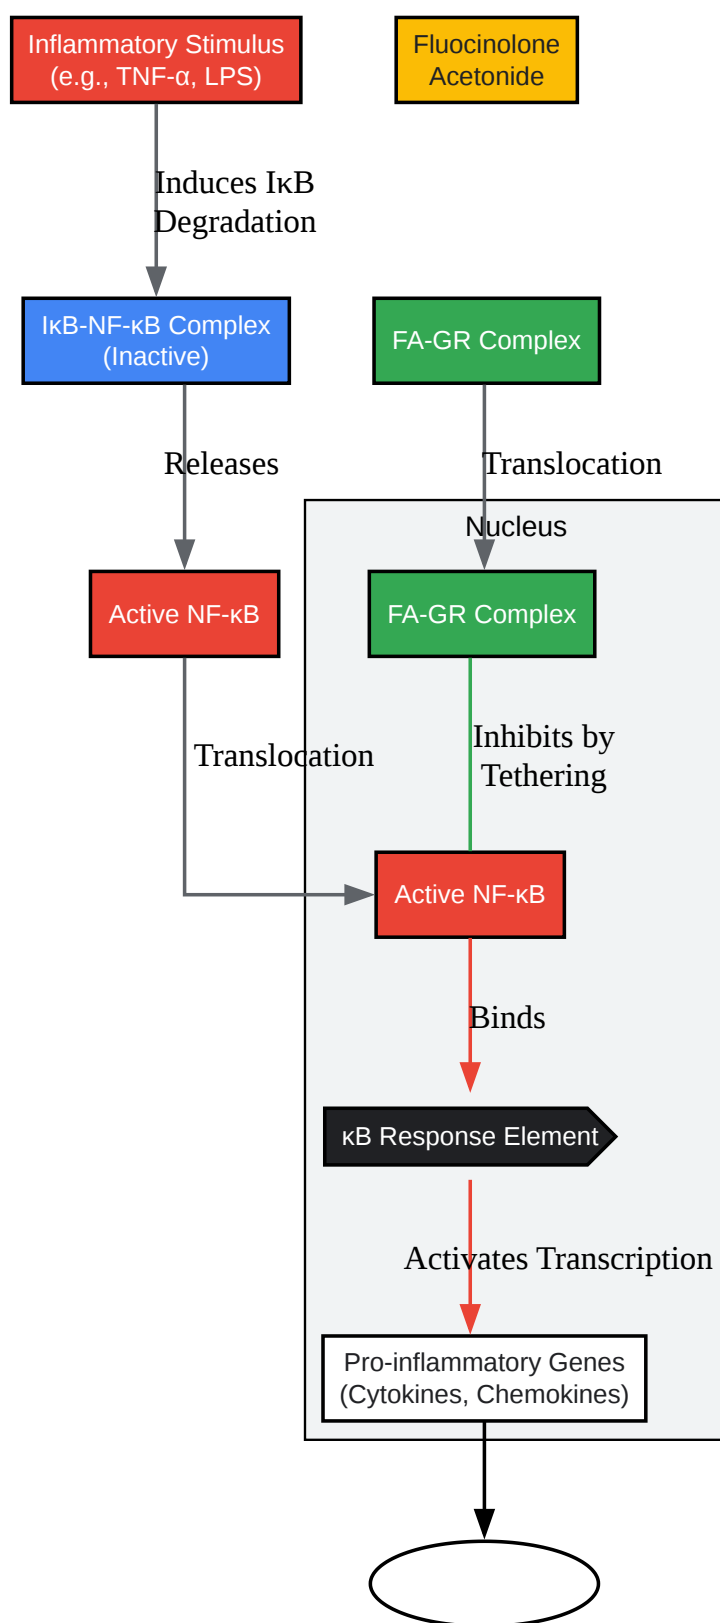 Inflammatory Stimulus
(e.g., TNF-α, LPS)
Fluocinolone
Acetonide
Induces IκB
Degradation
IκB-NF-κB Complex
(Inactive)
FA-GR Complex
Releases
Translocation
Nucleus
Active NF-κB
FA-GR Complex
Translocation
Inhibits by
Tethering
Active NF-κB
Binds
κB Response Element
Activates Transcription
Pro-inflammatory Genes
(Cytokines, Chemokines)